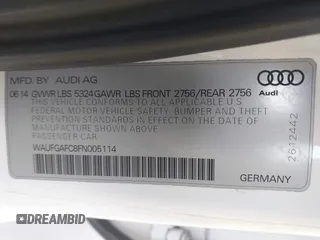 MFD. BY AUDI AG
06 14 GVWR LBS 5324 GAWR LBS FRONT 2756/REAR 2756
THIS VEHICLE CONFORMS TO ALL APPLICABLE U.S.
FEDERAL MOTOR VEHICLE SAFETY, BUMPER AND THEFT
PREVENTION STANDARDS IN EFFECT ON THE
DATE OF MANUFACTURE SHOWN ABOVE
PASSENGER CAR
WAUFGAFC8FN005114
Audi
2612442
GERMANY
DREAMBID